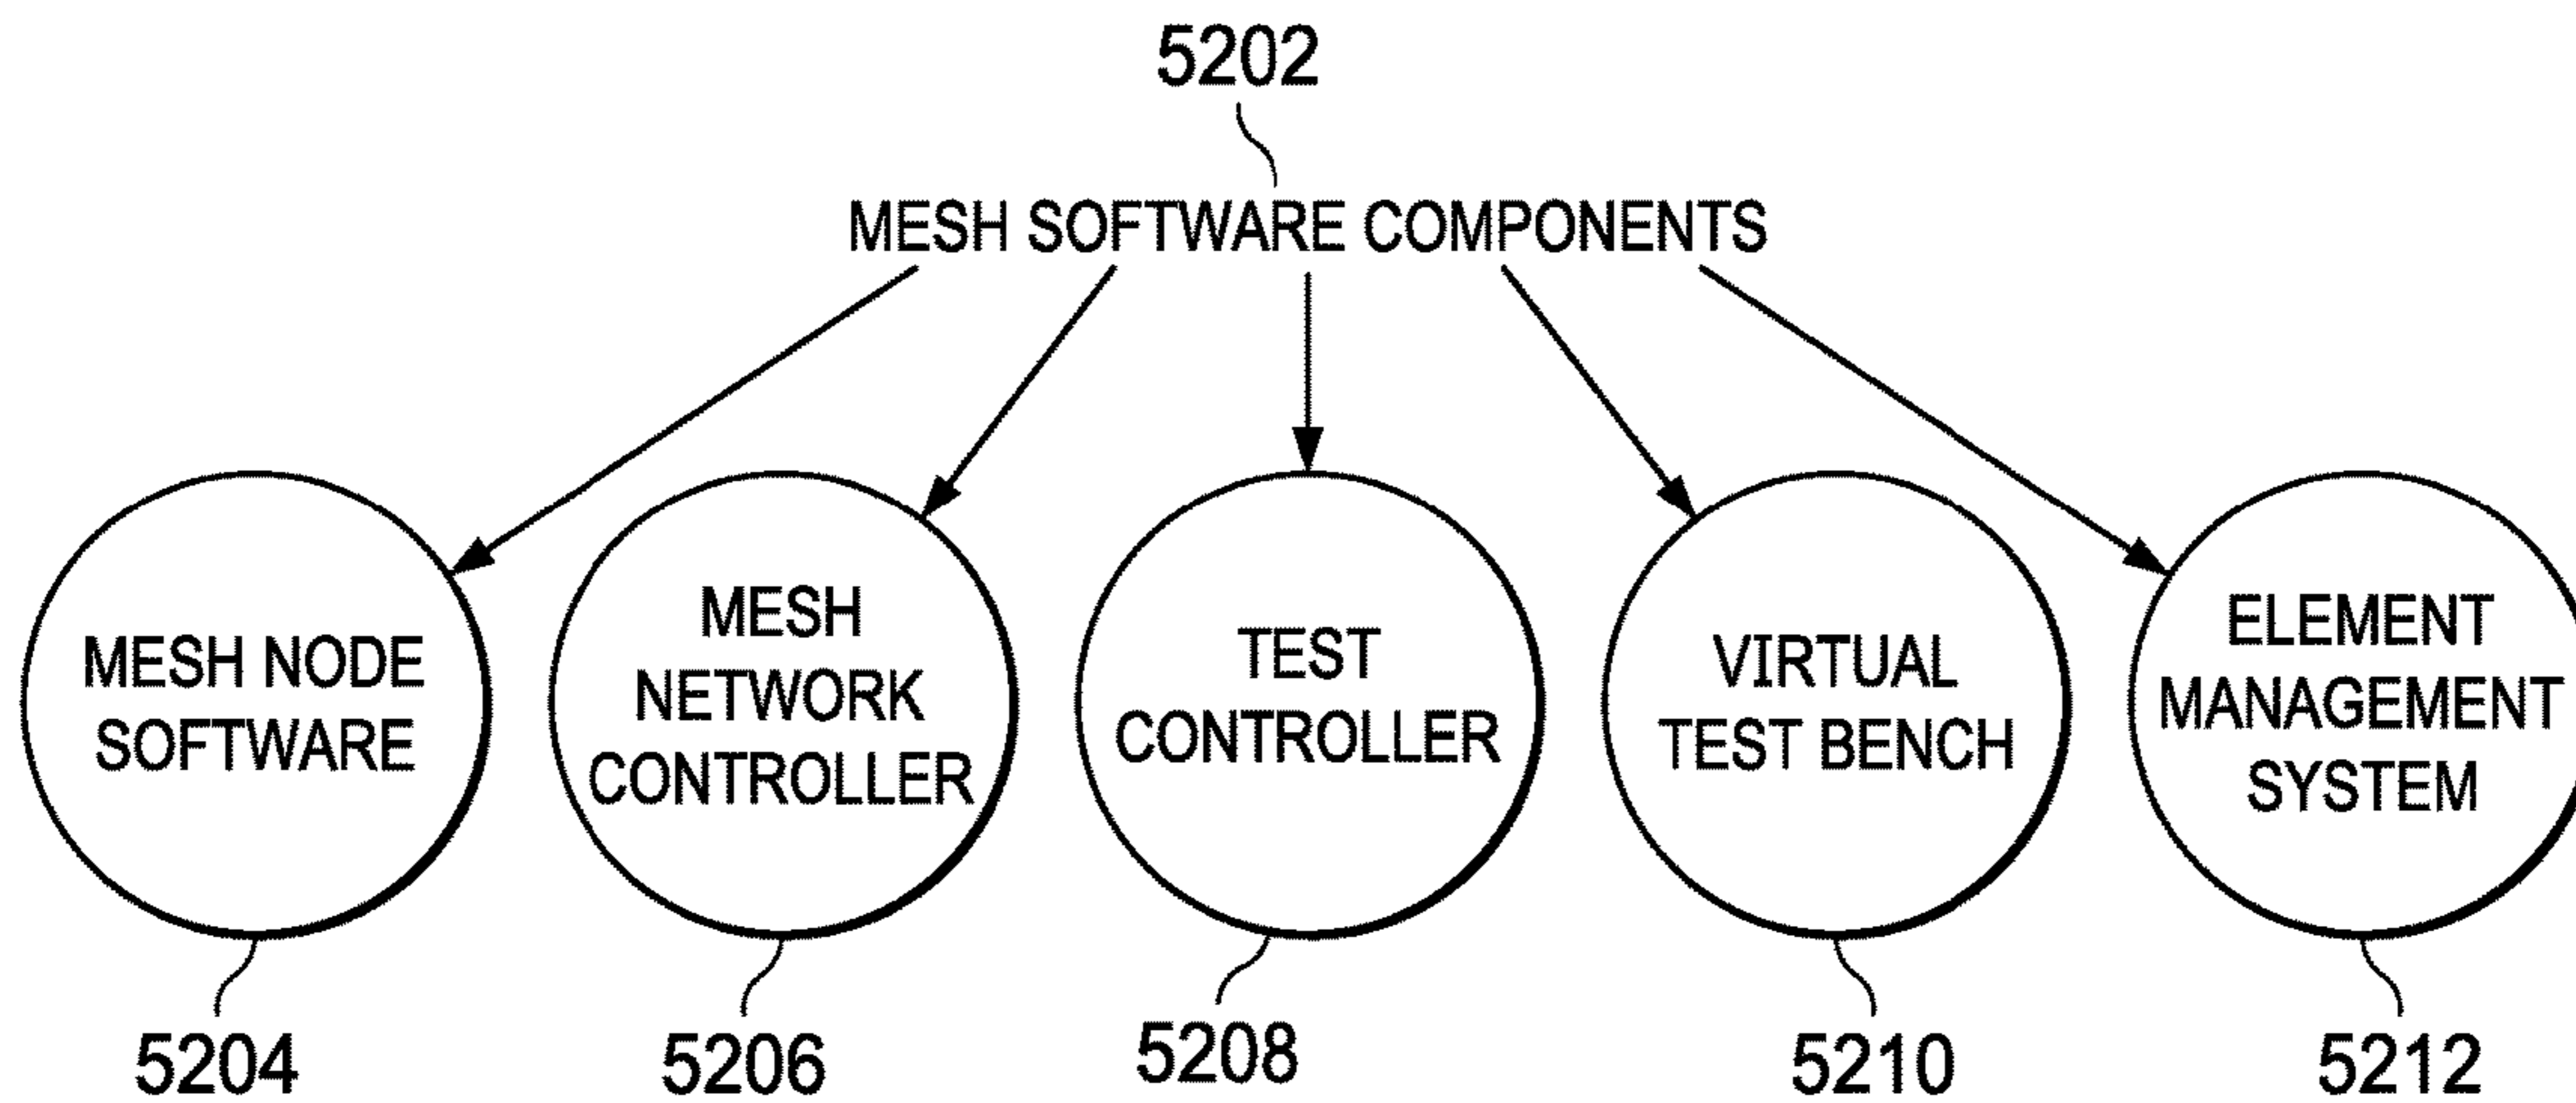 5202
MESH SOFTWARE COMPONENTS
MESH NODE
SOFTWARE
MESH
NETWORK
CONTROLLER
TEST
CONTROLLER
VIRTUAL
TEST BENCH
ELEMENT
MANAGEMENT
SYSTEM
5204
5206
5208
5210
5212